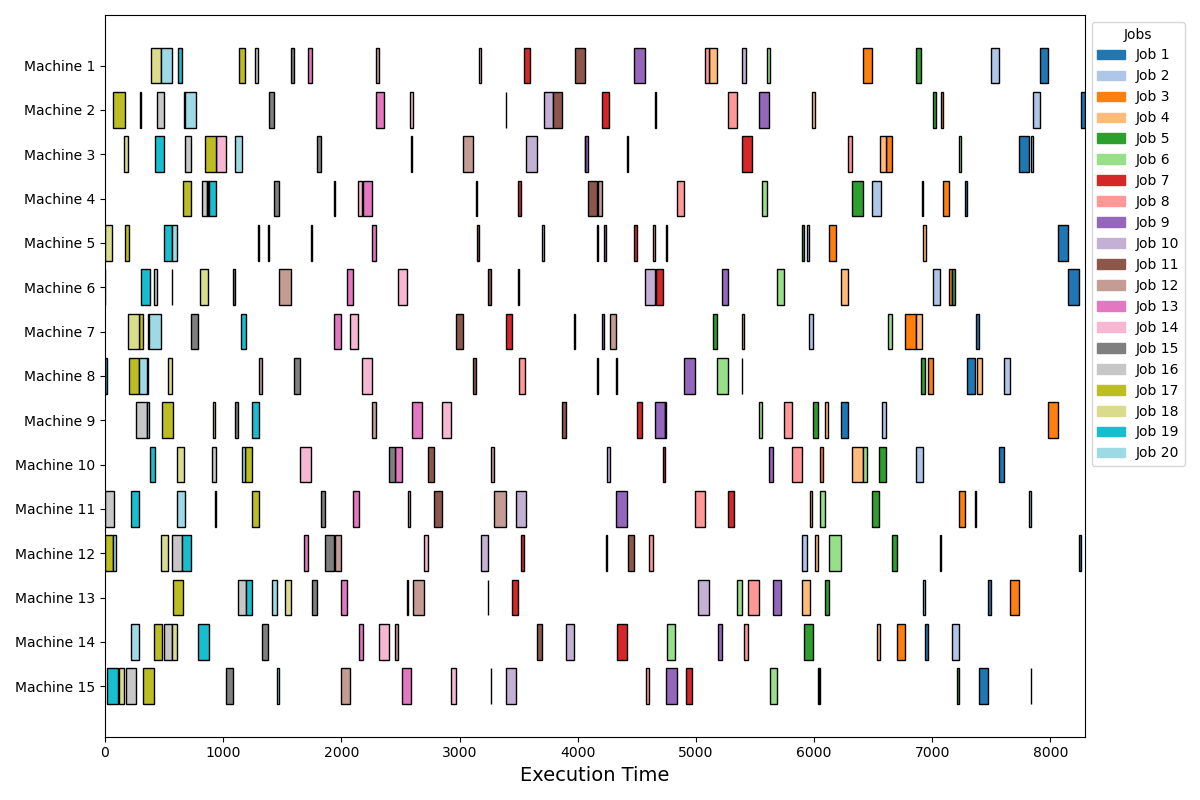 Machine 1
Machine 2
Machine 3
Machine 4
Machine 5
Machine 6
Machine 7
Machine 8
Machine 9
Machine 10
Machine 11
Machine 12
Machine 13
Machine 14
Machine 15
0 1000 2000 3000 4000 5000 6000 7000 8000
Execution Time
Jobs
Job 1
Job 2
Job 3
Job 4
Job 5
Job 6
Job 7
Job 8
Job 9
Job 10
Job 11
Job 12
Job 13
Job 14
Job 15
Job 16
Job 17
Job 18
Job 19
Job 20